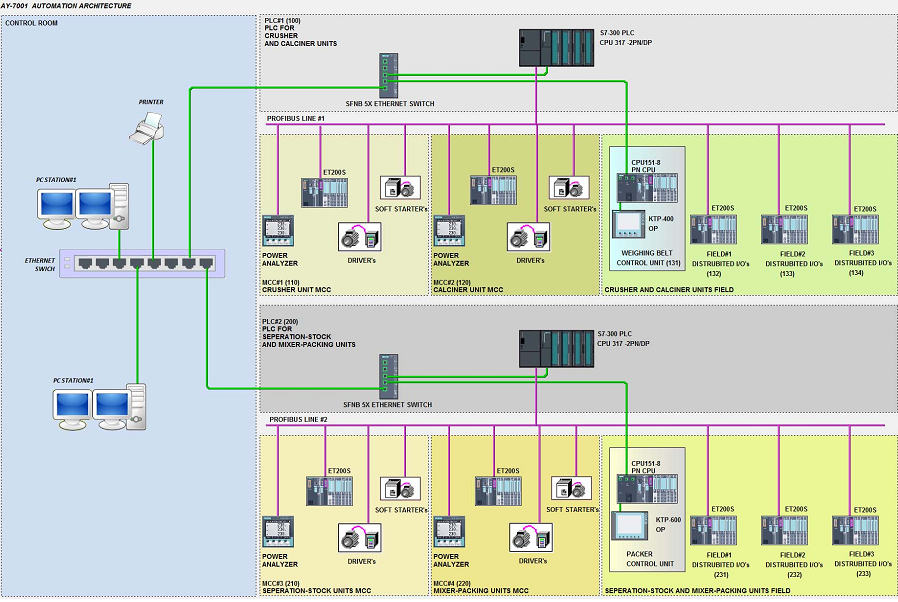 AY-7001 AUTOMATION ARCHITECTURE
CONTROL ROOM
PRINTER
PC STATION#1
ETHERNET
SWICH
PC STATION#1
PLC#1 (100)
PLC FOR
CRUSHER
AND CALCINER UNITS
S7-300 PLC
CPU 317 -2PN/DP
SFNB 5X ETHERNET SWITCH
PROFIBUS LINE #1
ET200S
SOFT STARTER's
POWER
ANALYZER
DRIVER's
MCC#1 (110)
CRUSHER UNIT MCC
ET200S
SOFT STARTER's
POWER
ANALYZER
DRIVER's
MCC#2 (120)
CALCINER UNIT MCC
CPU151-8
PN CPU
KTP-400
OP
WEIGHING BELT
CONTROL UNIT (131)
ET200S
FIELD#1
DISTRUBITED I/O's
(132)
ET200S
FIELD#2
DISTRUBITED I/O's
(133)
ET200S
FIELD#3
DISTRUBITED I/O's
(134)
CRUSHER AND CALCINER UNITS FIELD
PLC#2 (200)
PLC FOR
SEPERATION-STOCK
AND MIXER-PACKING UNITS
S7-300 PLC
CPU 317 -2PN/DP
SFNB 5X ETHERNET SWITCH
PROFIBUS LINE #2
ET200S
SOFT STARTER's
POWER
ANALYZER
DRIVER's
MCC#3 (210)
SEPERATION-STOCK UNITS MCC
ET200S
SOFT STARTER's
POWER
ANALYZER
DRIVER's
MCC#4 (220)
MIXER-PACKING UNITS MCC
CPU151-8
PN CPU
KTP-600
OP
PACKER
CONTROL UNIT
ET200S
FIELD#1
DISTRUBITED I/O's
(231)
ET200S
FIELD#2
DISTRUBITED I/O's
(232)
ET200S
FIELD#3
DISTRUBITED I/O's
(233)
SEPERATION-STOCK AND MIXER-PACKING UNITS FIELD